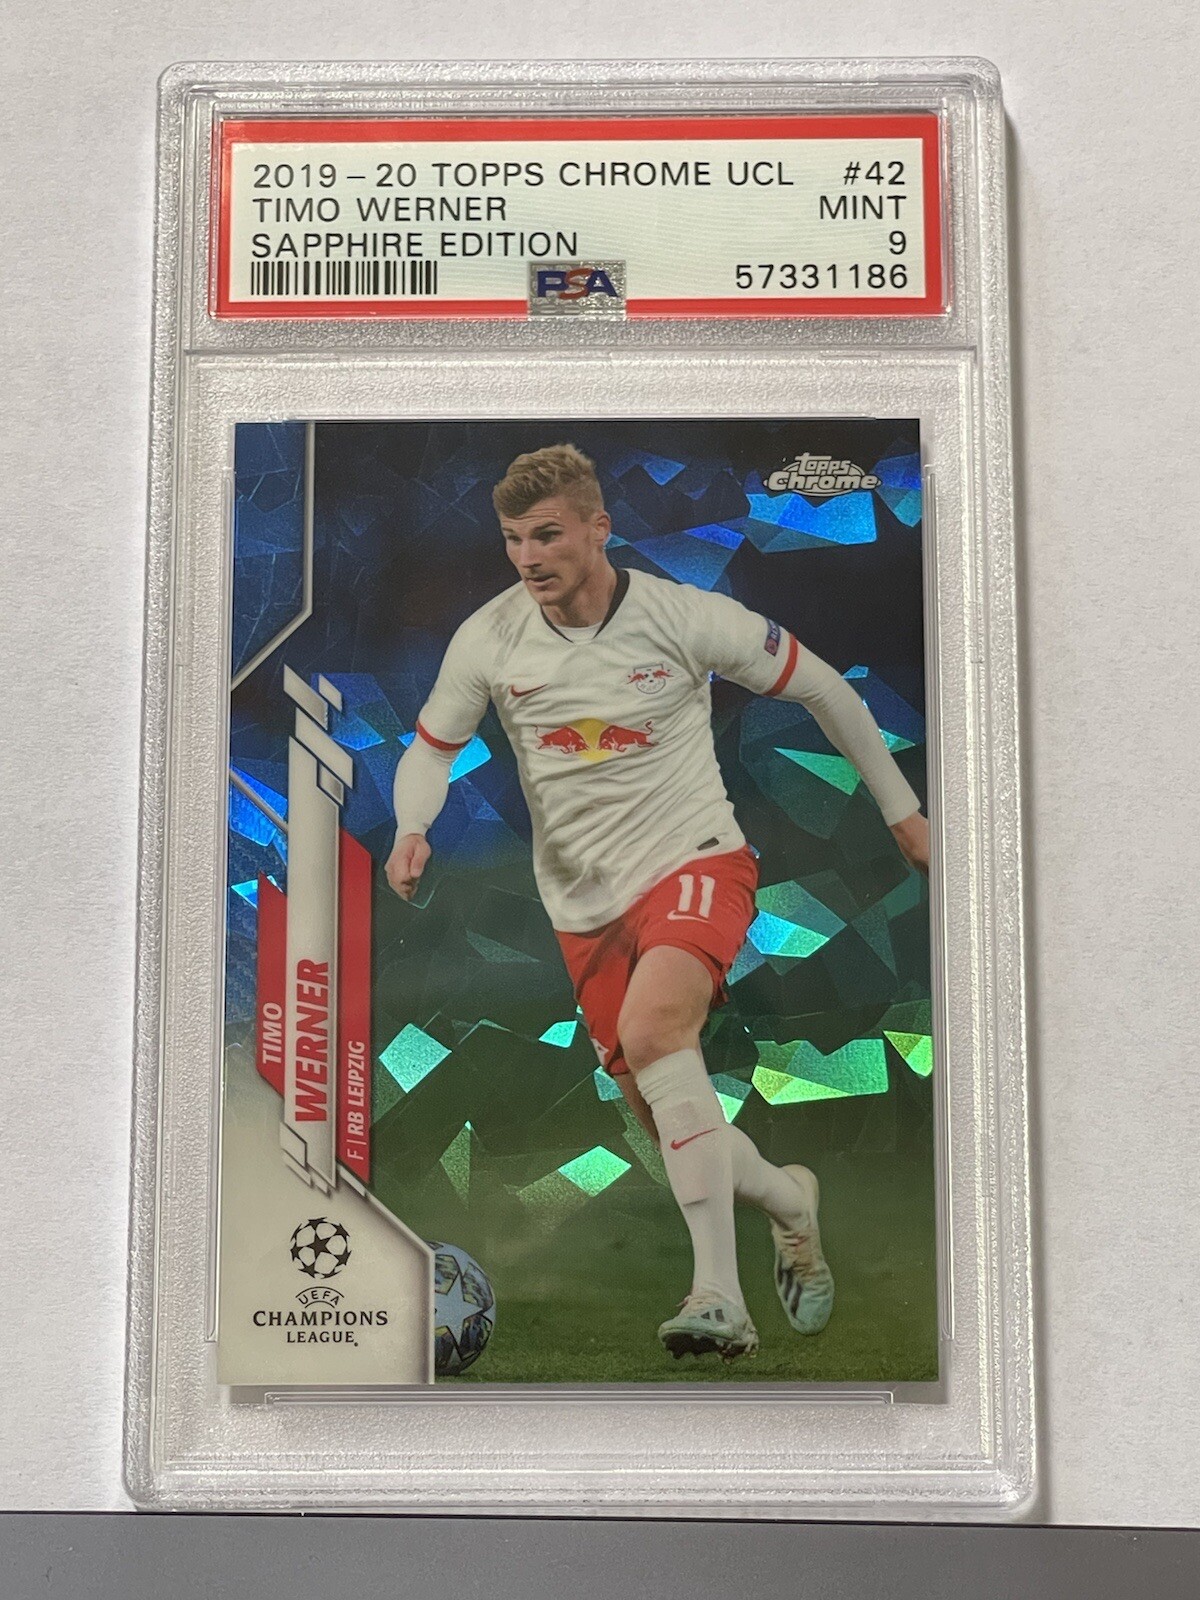 2019-20 TOPPS CHROME UCL #42
TIMO WERNER MINT
SAPPHIRE EDITION 9
PSA 57331186
Topps
Chrome
11
TIMO
WERNER
F | RB LEIPZIG
UEFA
CHAMPIONS
LEAGUE.